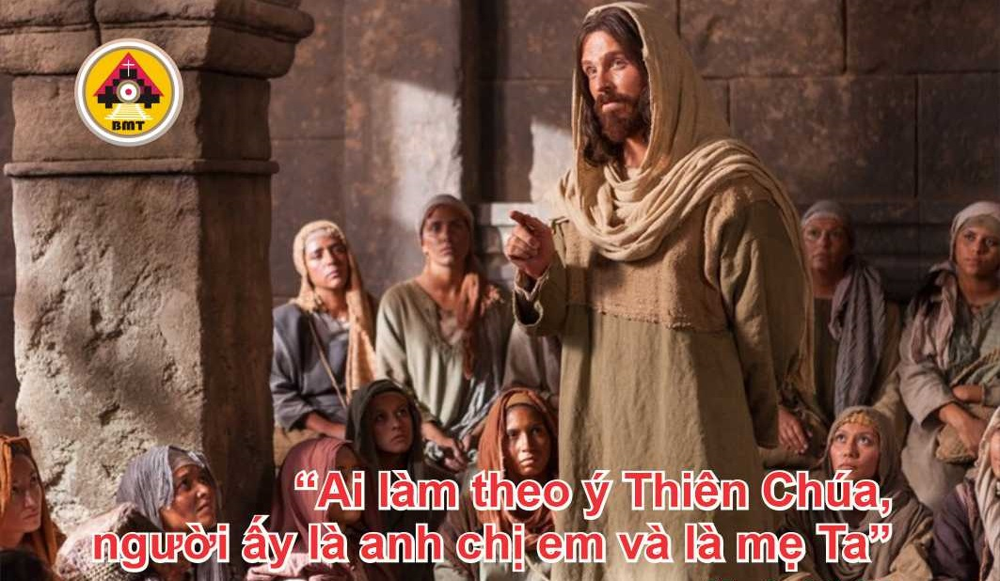 BMT
“Ai làm theo ý Thiên Chúa,
người ấy là anh chị em và là mẹ Ta”